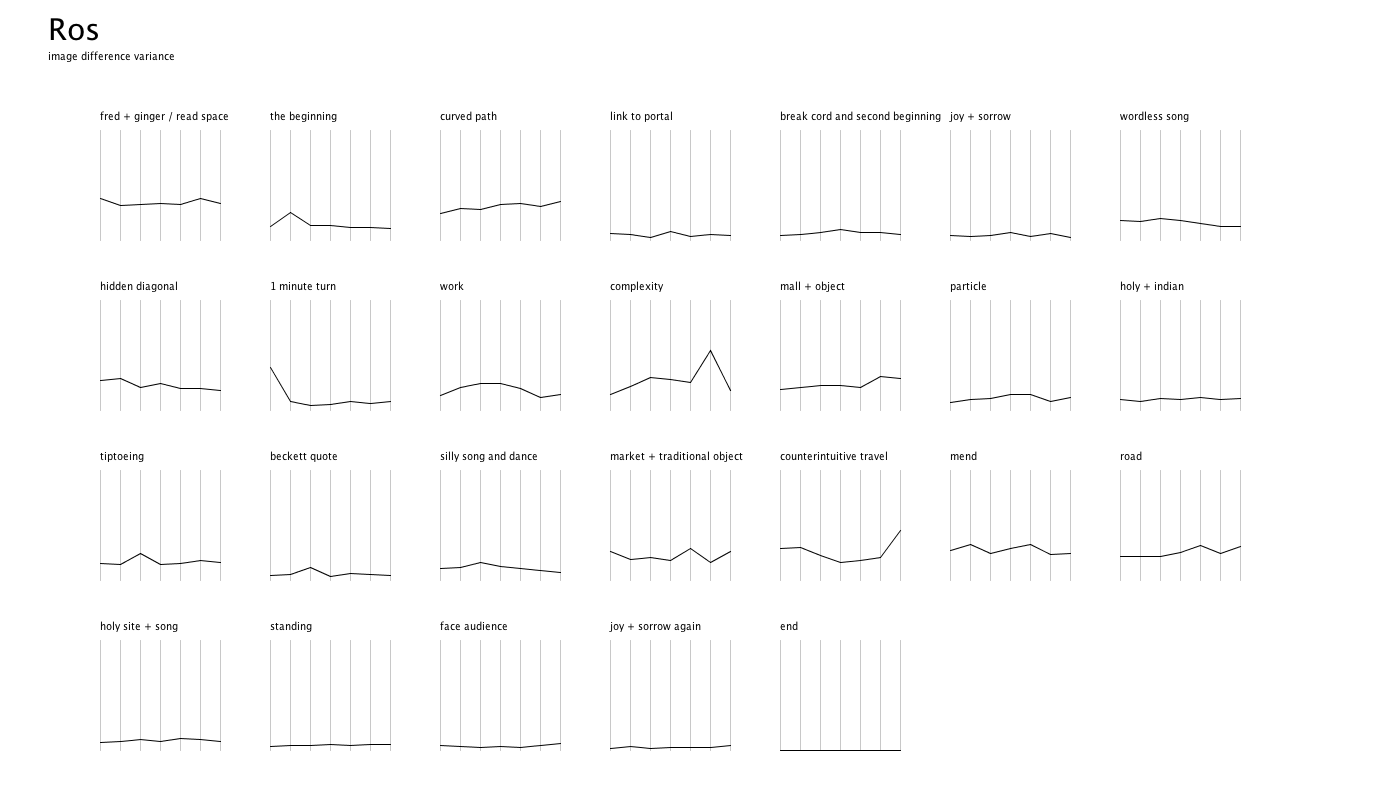 Ros
image difference variance
fred + ginger / read space
the beginning
curved path
link to portal
break cord and second beginning
joy + sorrow
wordless song
hidden diagonal
1 minute turn
work
complexity
mall + object
particle
holy + indian
tiptoeing
beckett quote
silly song and dance
market + traditional object
counterintuitive travel
mend
road
holy site + song
standing
face audience
joy + sorrow again
end